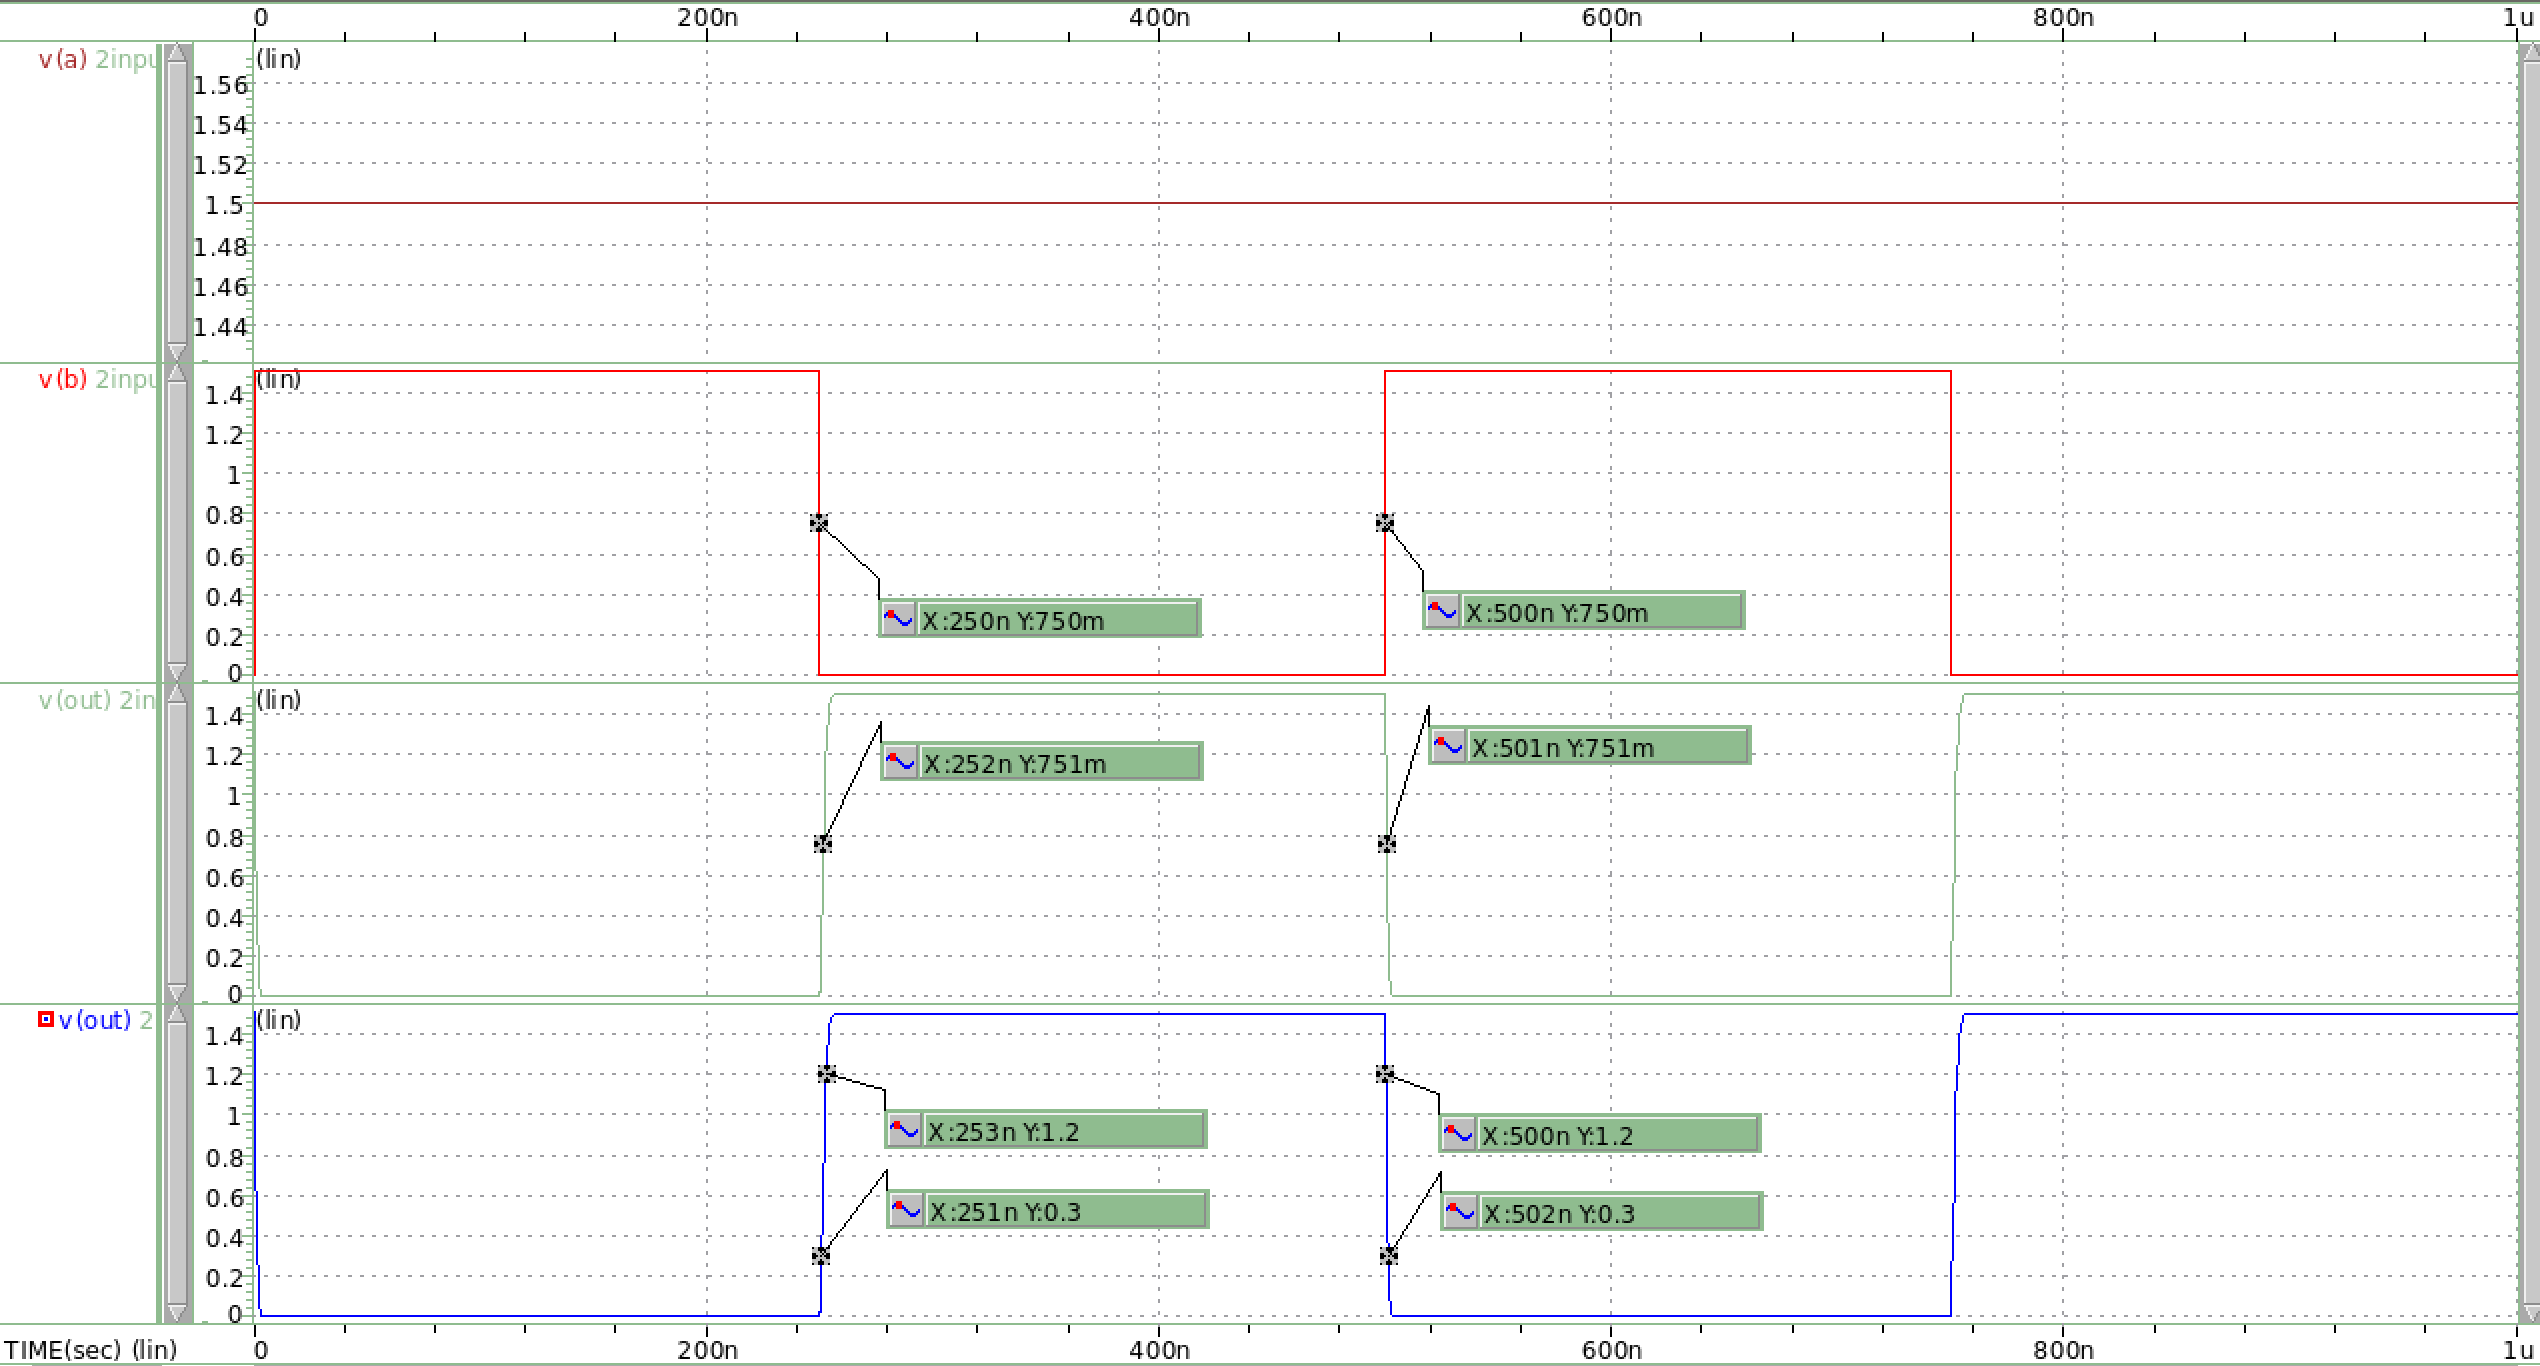 0 200n 400n 600n 800n 1u
v(a) 2inpu (lin)
1.56
1.54
1.52
1.5
1.48
1.46
1.44
v(b) 2inpu (lin)
1.4
1.2
1
0.8
0.6
0.4
0.2
0
X:250n Y:750m
X:500n Y:750m
v(out) 2in (lin)
1.4
1.2
1
0.8
0.6
0.4
0.2
0
X:252n Y:751m
X:501n Y:751m
v(out) 2 (lin)
1.4
1.2
1
0.8
0.6
0.4
0.2
0
X:253n Y:1.2
X:500n Y:1.2
X:251n Y:0.3
X:502n Y:0.3
TIME(sec) (lin) 0 200n 400n 600n 800n 1u